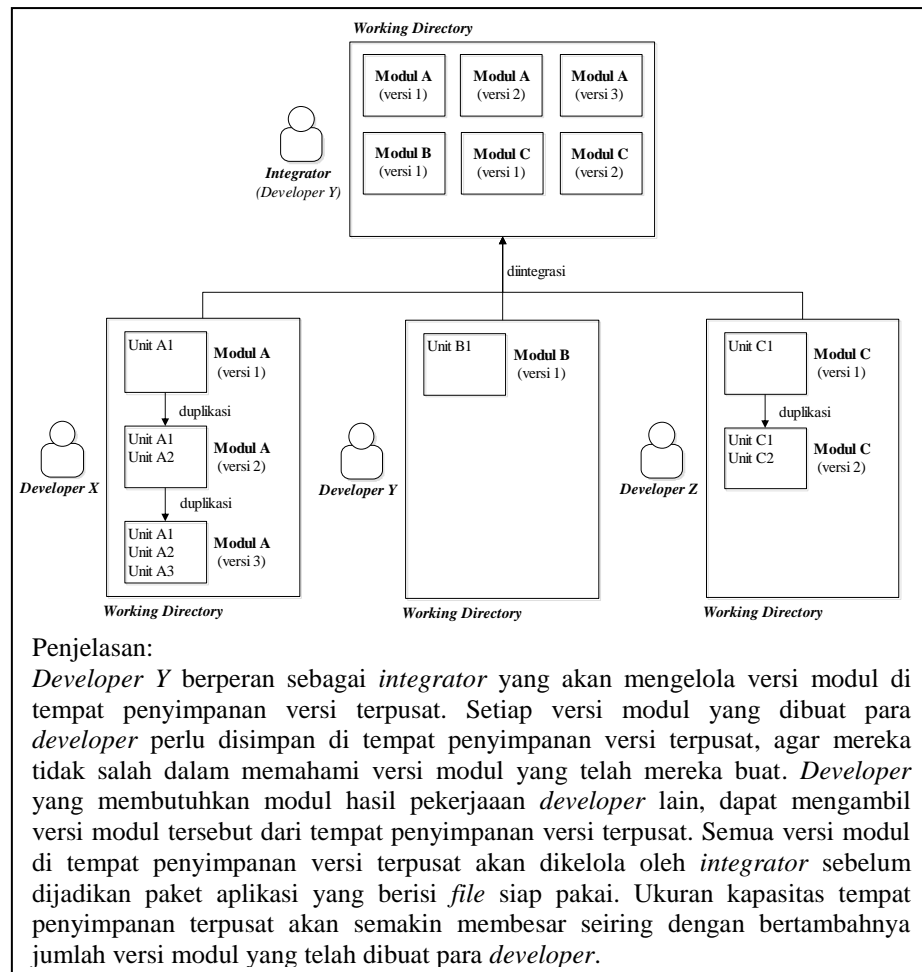 Working Directory
Modul A
(versi 1)
Modul A
(versi 2)
Modul A
(versi 3)
Modul B
(versi 1)
Modul C
(versi 1)
Modul C
(versi 2)
Integrator
(Developer Y)
diintegrasi
Unit A1
Modul A
(versi 1)
duplikasi
Unit A1
Unit A2
Modul A
(versi 2)
duplikasi
Unit A1
Unit A2
Unit A3
Modul A
(versi 3)
Developer X
Working Directory
Unit B1
Modul B
(versi 1)
Developer Y
Working Directory
Unit C1
Modul C
(versi 1)
duplikasi
Unit C1
Unit C2
Modul C
(versi 2)
Developer Z
Working Directory
Penjelasan:
Developer Y berperan sebagai integrator yang akan mengelola versi modul di
tempat penyimpanan versi terpusat. Setiap versi modul yang dibuat para
developer perlu disimpan di tempat penyimpanan versi terpusat, agar mereka
tidak salah dalam memahami versi modul yang telah mereka buat. Developer
yang membutuhkan modul hasil pekerjaaan developer lain, dapat mengambil
versi modul tersebut dari tempat penyimpanan versi terpusat. Semua versi modul
di tempat penyimpanan versi terpusat akan dikelola oleh integrator sebelum
dijadikan paket aplikasi yang berisi file siap pakai. Ukuran kapasitas tempat
penyimpanan terpusat akan semakin membesar seiring dengan bertambahnya
jumlah versi modul yang telah dibuat para developer.